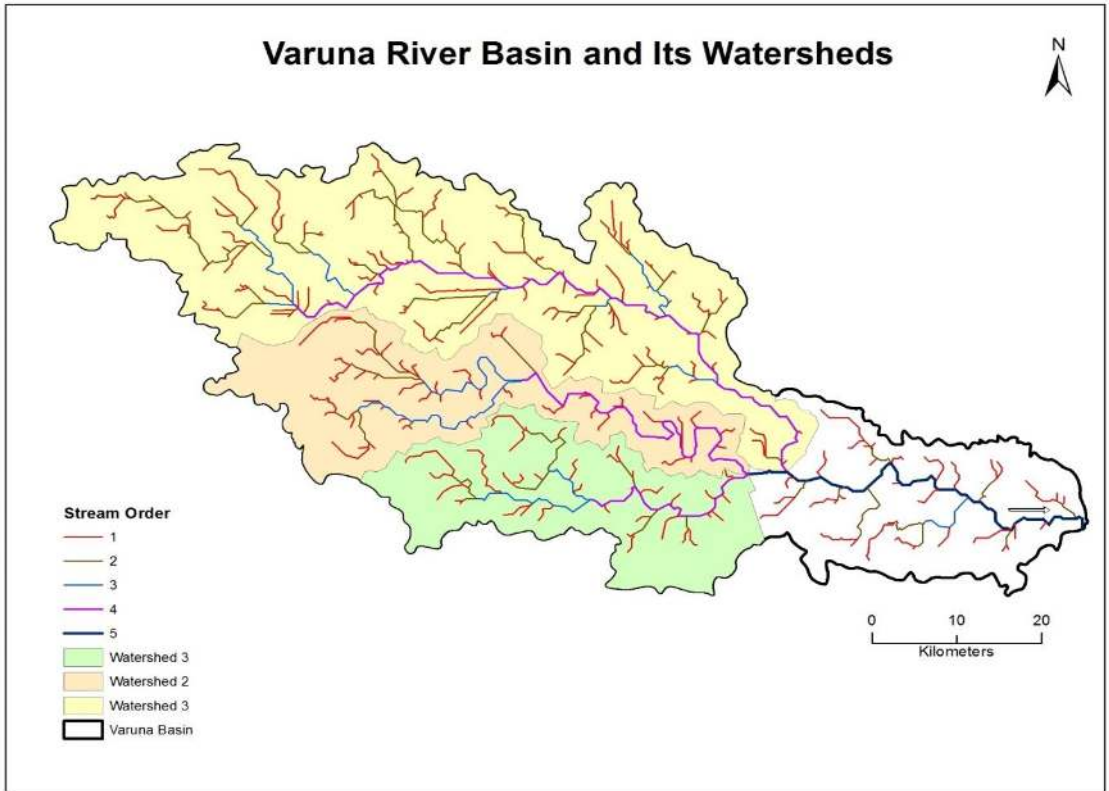 Varuna River Basin and Its Watersheds
N
Stream Order
1
2
3
4
5
Watershed 3
Watershed 2
Watershed 3
Varuna Basin
0 10 20
Kilometers